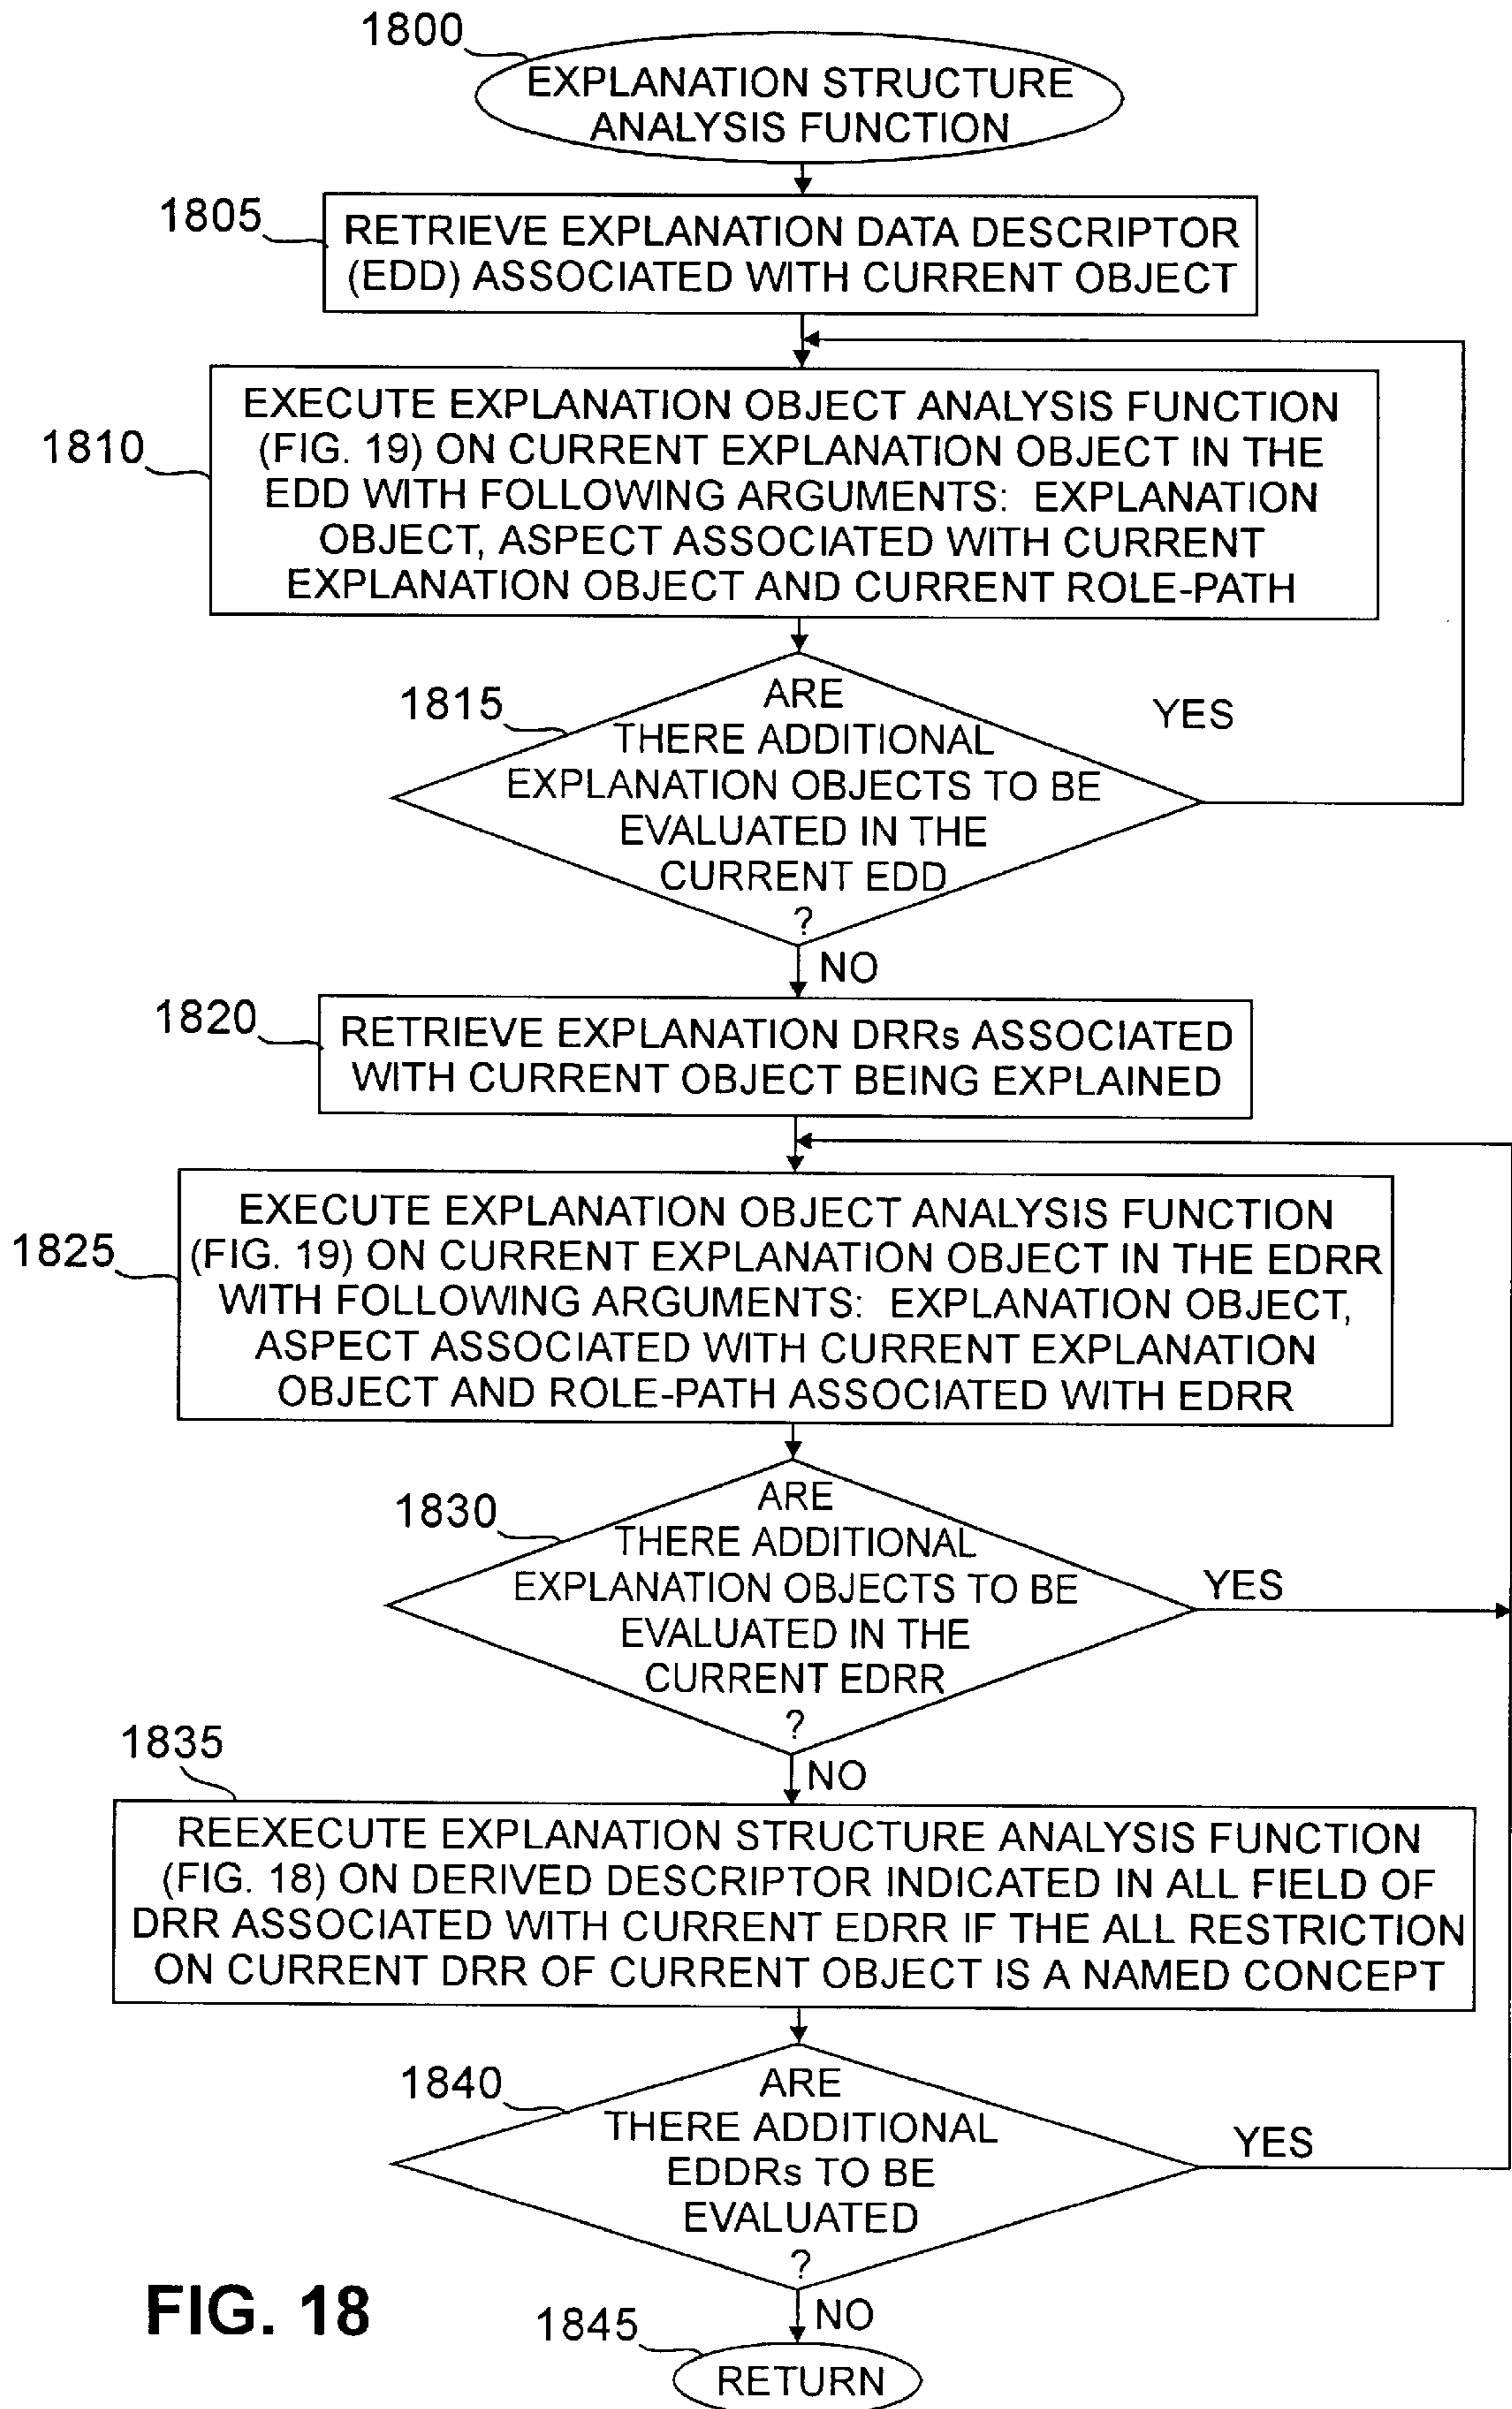 1800
EXPLANATION STRUCTURE
ANALYSIS FUNCTION
1805
RETRIEVE EXPLANATION DATA DESCRIPTOR
(EDD) ASSOCIATED WITH CURRENT OBJECT
1810
EXECUTE EXPLANATION OBJECT ANALYSIS FUNCTION
(FIG. 19) ON CURRENT EXPLANATION OBJECT IN THE
EDD WITH FOLLOWING ARGUMENTS: EXPLANATION
OBJECT, ASPECT ASSOCIATED WITH CURRENT
EXPLANATION OBJECT AND CURRENT ROLE-PATH
1815
ARE
THERE ADDITIONAL
EXPLANATION OBJECTS TO BE
EVALUATED IN THE
CURRENT EDD
?
YES
NO
1820
RETRIEVE EXPLANATION DRRs ASSOCIATED
WITH CURRENT OBJECT BEING EXPLAINED
1825
EXECUTE EXPLANATION OBJECT ANALYSIS FUNCTION
(FIG. 19) ON CURRENT EXPLANATION OBJECT IN THE EDRR
WITH FOLLOWING ARGUMENTS: EXPLANATION OBJECT,
ASPECT ASSOCIATED WITH CURRENT EXPLANATION
OBJECT AND ROLE-PATH ASSOCIATED WITH EDRR
1830
ARE
THERE ADDITIONAL
EXPLANATION OBJECTS TO BE
EVALUATED IN THE
CURRENT EDRR
?
YES
NO
1835
REEXECUTE EXPLANATION STRUCTURE ANALYSIS FUNCTION
(FIG. 18) ON DERIVED DESCRIPTOR INDICATED IN ALL FIELD OF
DRR ASSOCIATED WITH CURRENT EDRR IF THE ALL RESTRICTION
ON CURRENT DRR OF CURRENT OBJECT IS A NAMED CONCEPT
1840
ARE
THERE ADDITIONAL
EDDRs TO BE
EVALUATED
?
YES
NO
1845
RETURN
FIG. 18